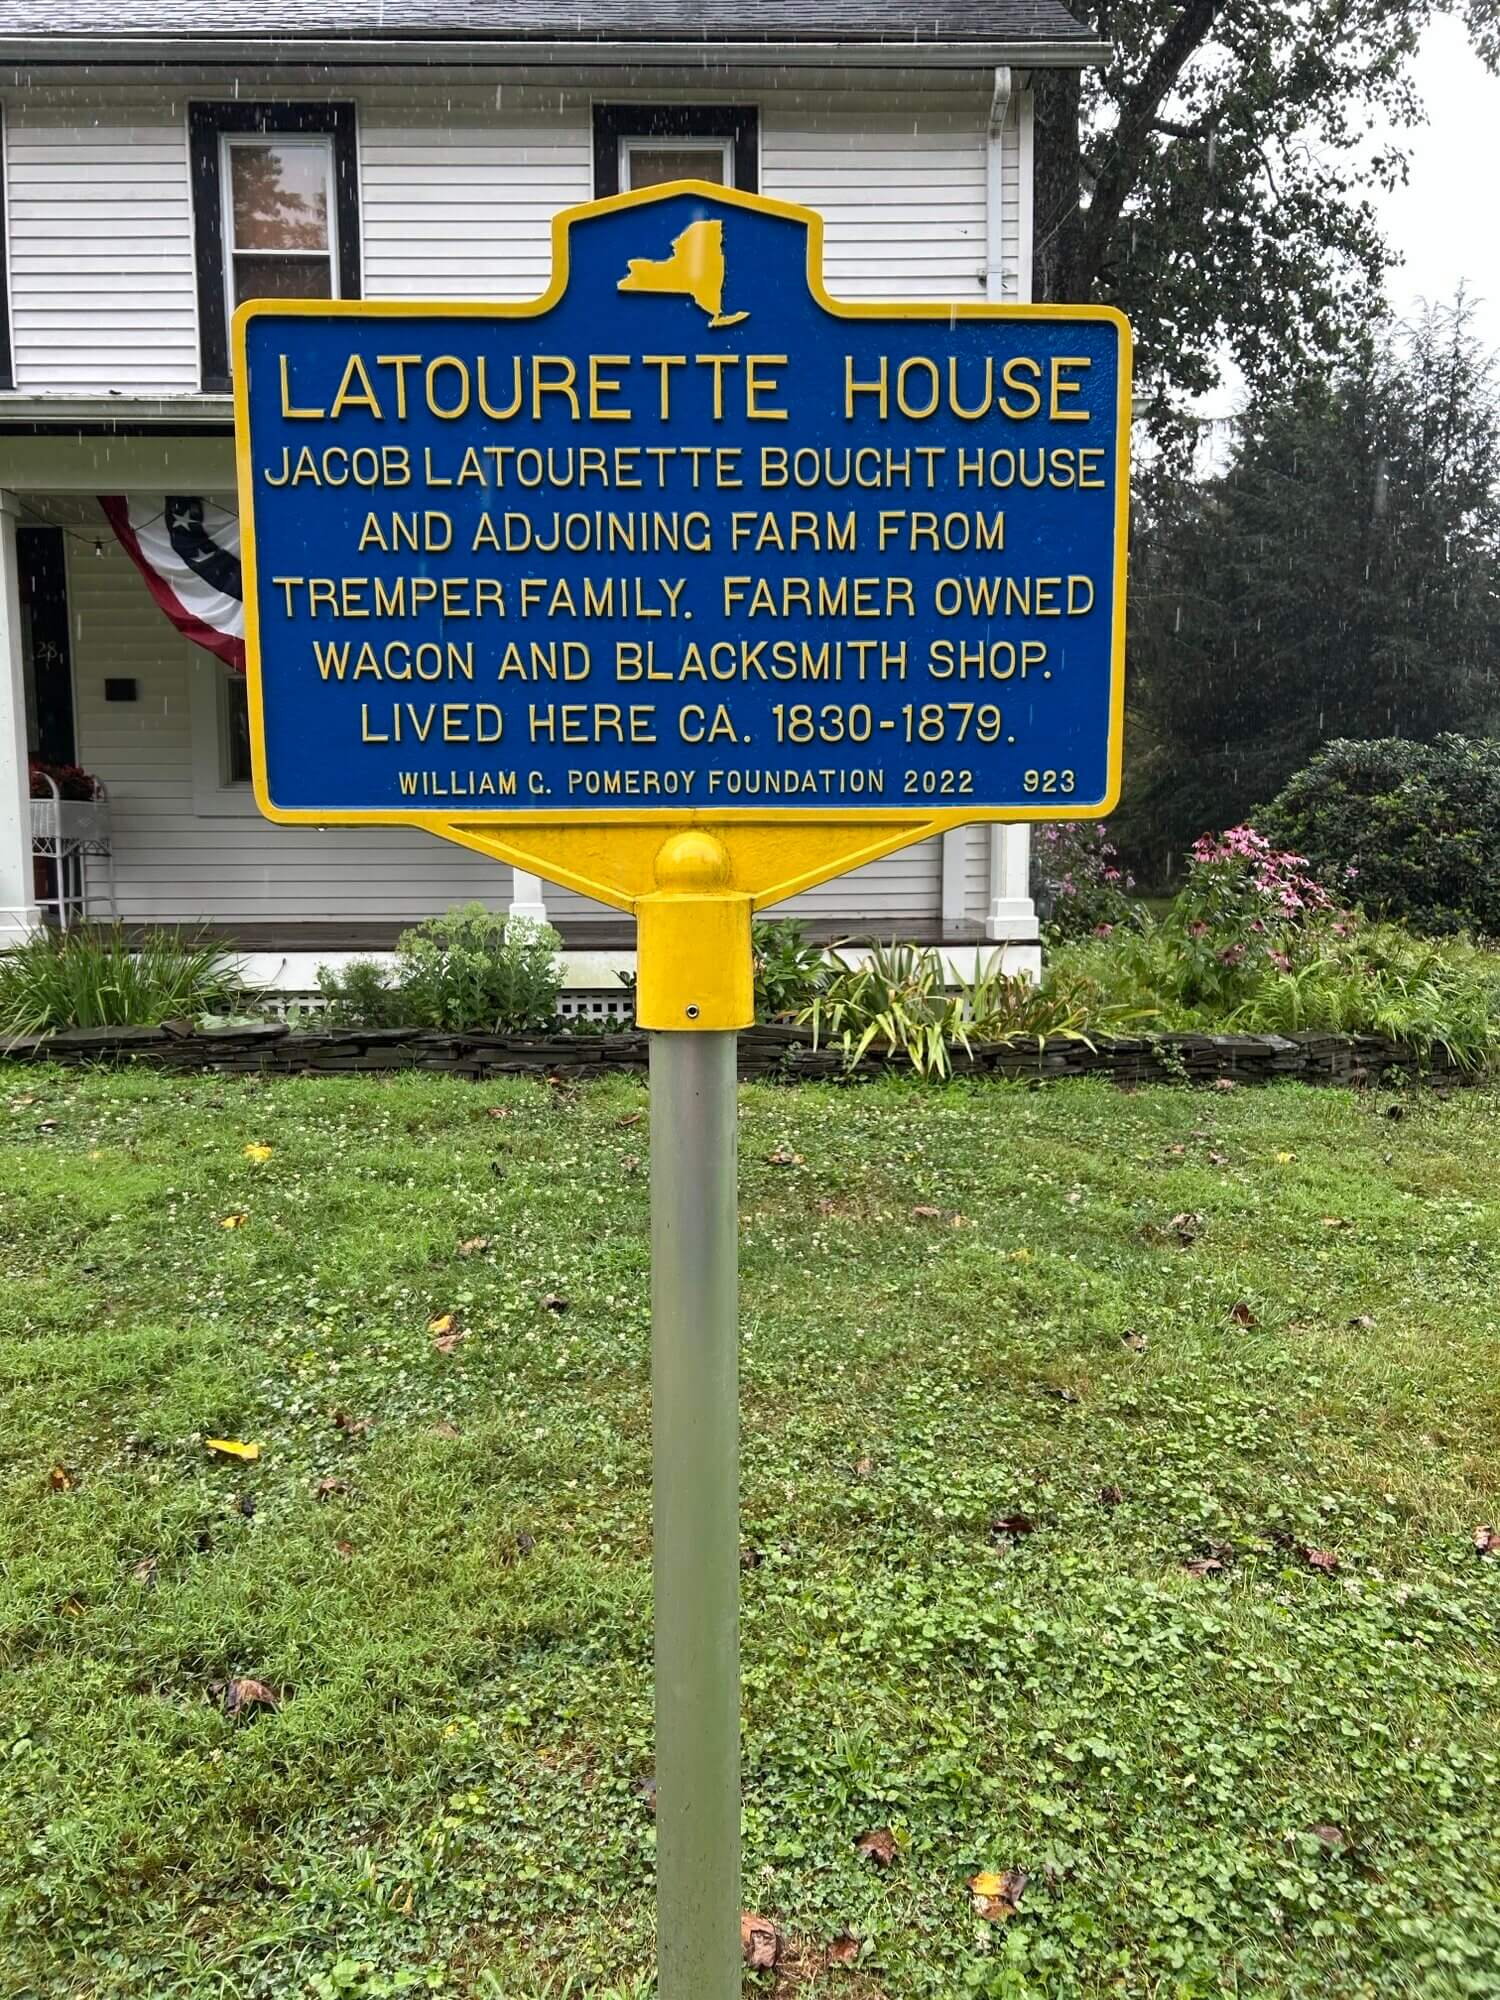 LATOURETTE HOUSE
JACOB LATOURETTE BOUGHT HOUSE
AND ADJOINING FARM FROM
TREMPER FAMILY. FARMER OWNED
WAGON AND BLACKSMITH SHOP.
LIVED HERE CA. 1830-1879.
WILLIAM G. POMEROY FOUNDATION 2022 923
28